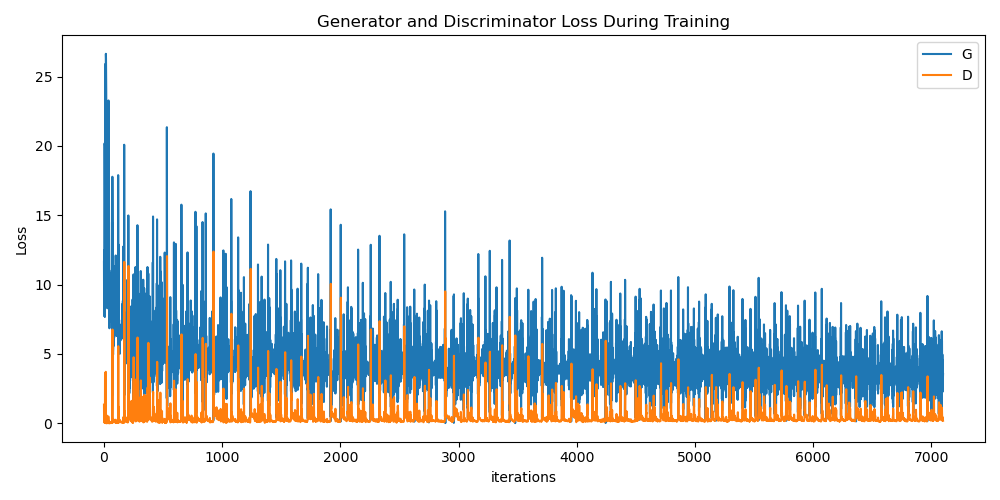 Generator and Discriminator Loss During Training
G
D
Loss
25
20
15
10
5
0
0 1000 2000 3000 4000 5000 6000 7000
iterations